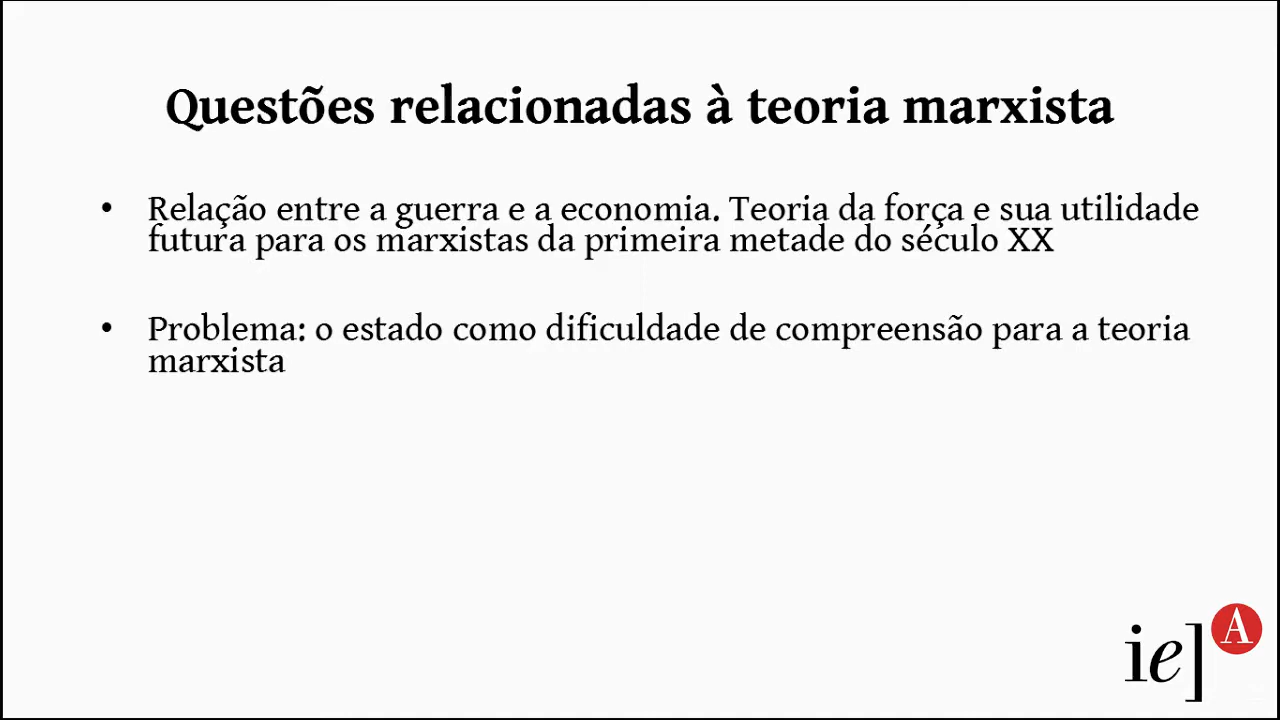 Questões relacionadas à teoria marxista
• Relação entre a guerra e a economia. Teoria da força e sua utilidade
futura para os marxistas da primeira metade do século XX
• Problema: o estado como dificuldade de compreensão para a teoria
marxista
ie] A